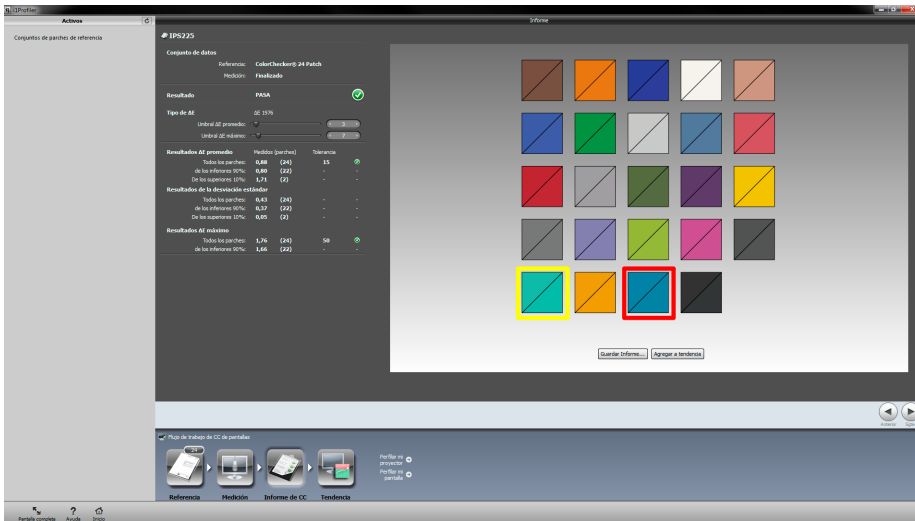 i1Profiler
Activos
Informe
Conjuntos de parches de referencia
IPS225
Conjunto de datos
Referencia: ColorChecker® 24 Patch
Medición: Finalizado
Resultado PASA
Tipo de ΔE ΔE 1976
Umbral ΔE promedio: 3
Umbral ΔE máximo: 7
Resultados ΔE promedio Medidos (parches) Tolerancia
Todos los parches: 0,88 (24) 15
de los inferiores 90%: 0,80 (22) - -
De los superiores 10%: 1,71 (2) - -
Resultados de la desviación estándar
Todos los parches: 0,43 (24) - -
de los inferiores 90%: 0,37 (22) - -
De los superiores 10%: 0,05 (2) - -
Resultados ΔE máximo
Todos los parches: 1,76 (24) 50
de los inferiores 90%: 1,66 (22) - -
Guardar Informe... Agregar a tendencia
Anterior
Flujo de trabajo de CC de pantallas
24
Perfilar mi proyector
Perfilar mi pantalla
Referencia Medición Informe de CC Tendencia
Pantalla completa Ayuda Inicio